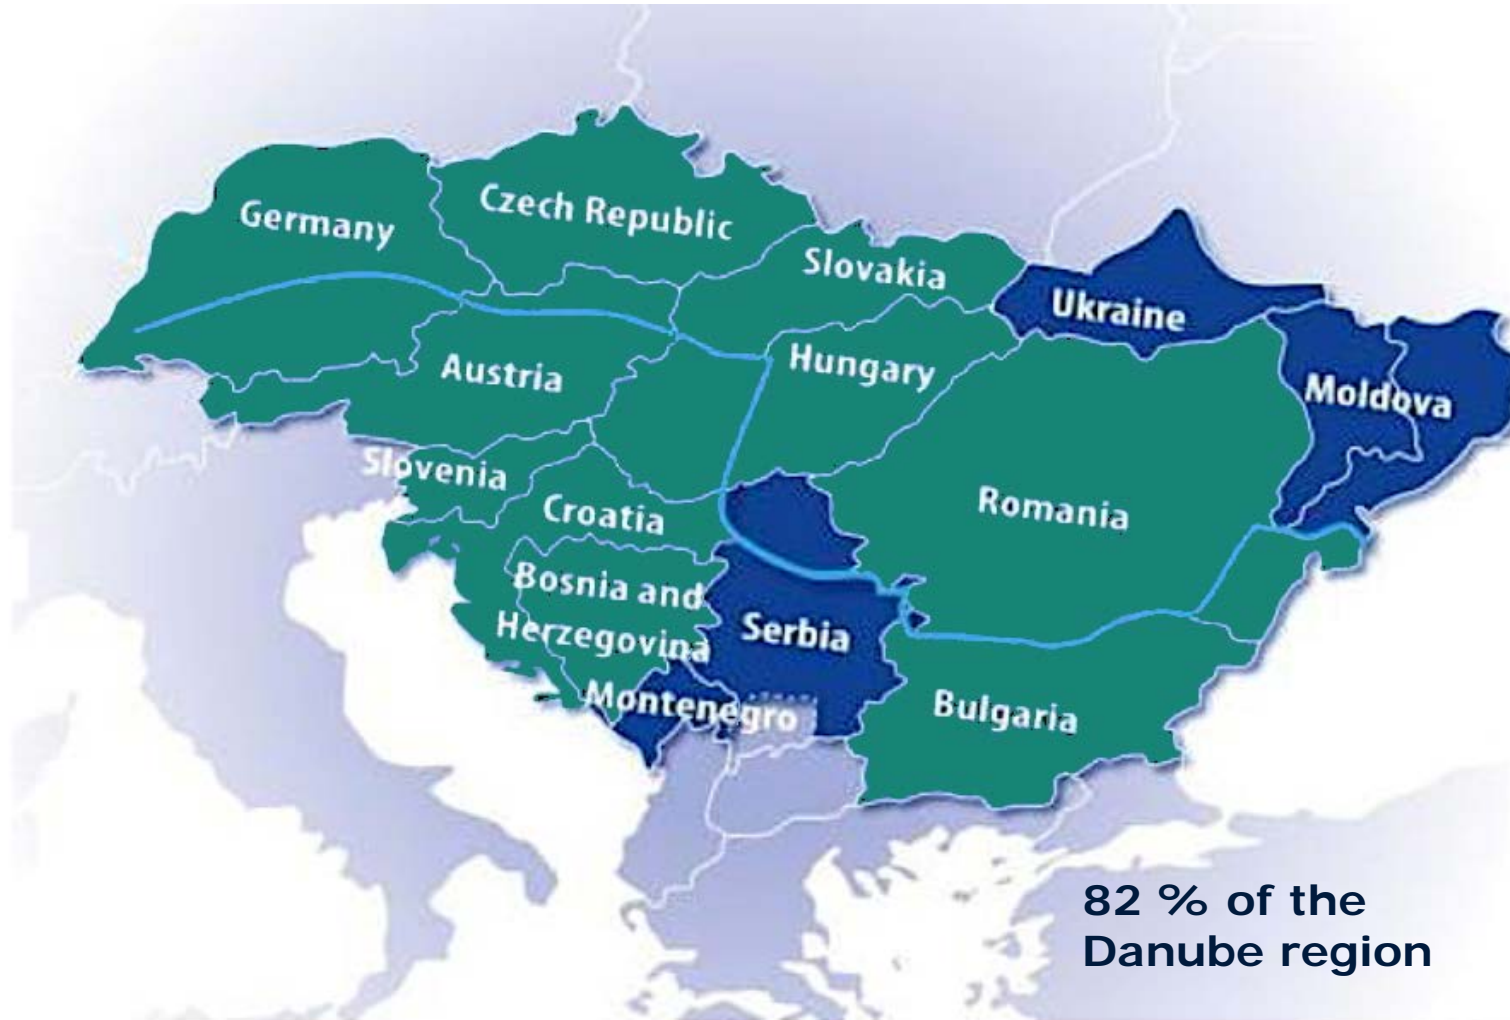 Germany
Czech Republic
Slovakia
Ukraine
Austria
Hungary
Moldova
Slovenia
Croatia
Romania
Bosnia and
Herzegovina
Serbia
Montenegro
Bulgaria
82 % of the
Danube region